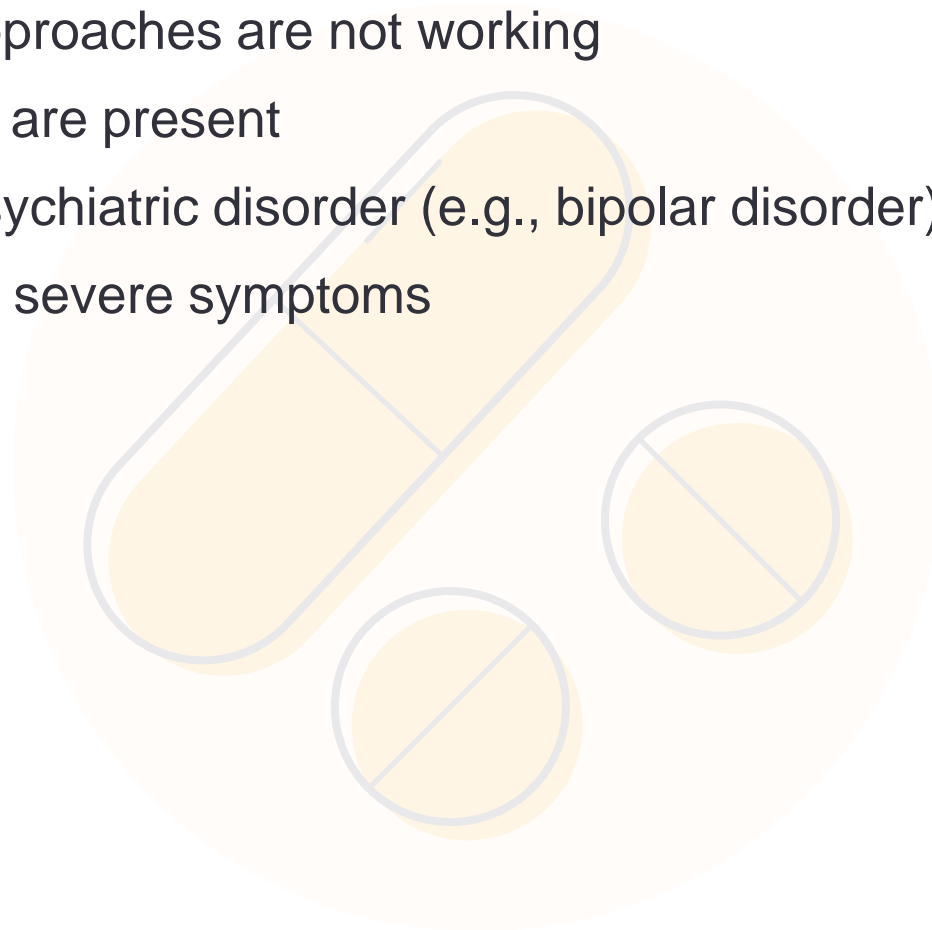 proaches are not working
are present
ychiatric disorder (e.g., bipolar disorder)
severe symptoms